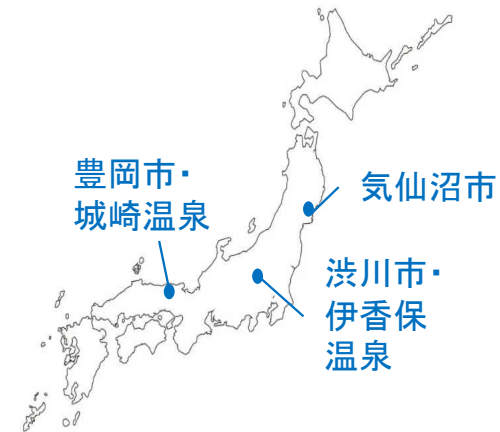 豊岡市・
城崎温泉
気仙沼市
渋川市・
伊香保
温泉